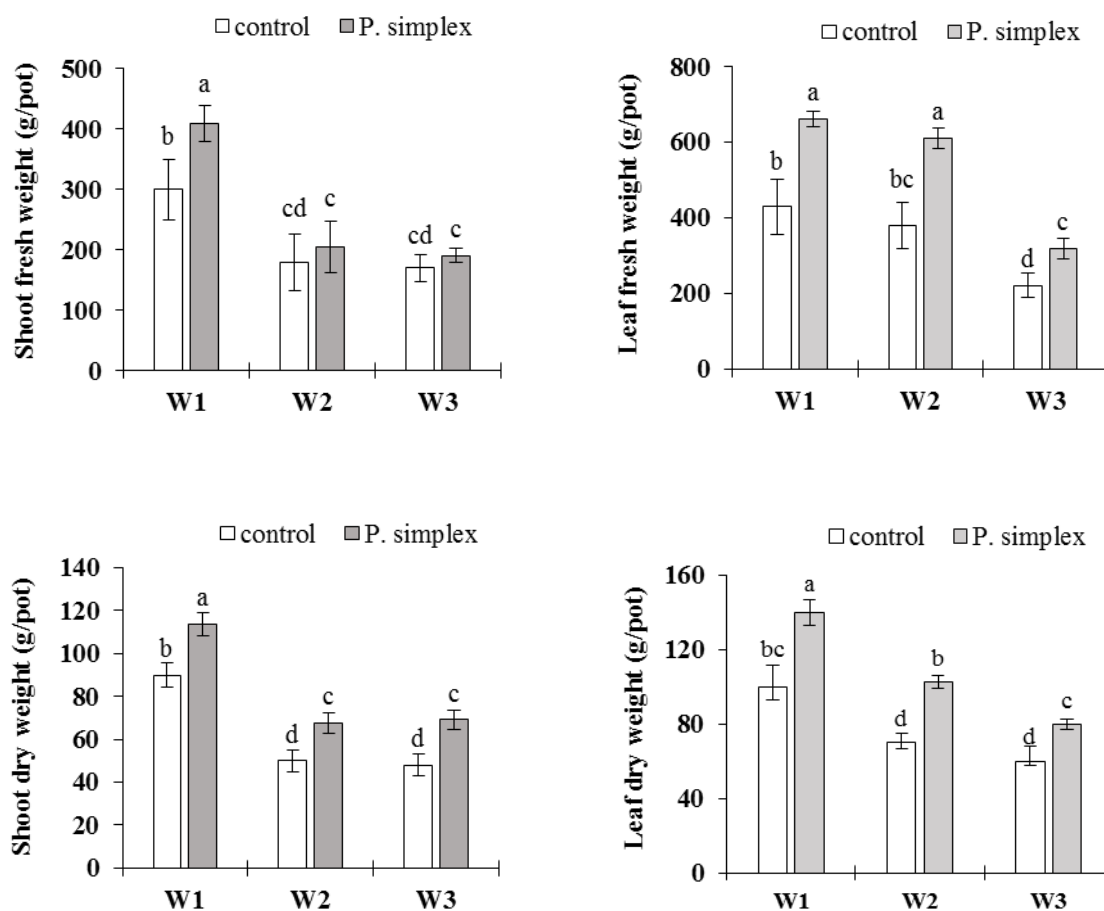 control P. simplex
Shoot fresh weight (g/pot)
500
400
300
200
100
0
b a cd c cd c
W1 W2 W3
control P. simplex
Leaf fresh weight (g/pot)
800
600
400
200
0
b a bc a d c
W1 W2 W3
control P. simplex
Shoot dry weight (g/pot)
140
120
100
80
60
40
20
0
b a d c d c
W1 W2 W3
control P. simplex
Leaf dry weight (g/pot)
160
120
80
40
0
bc a d b d c
W1 W2 W3